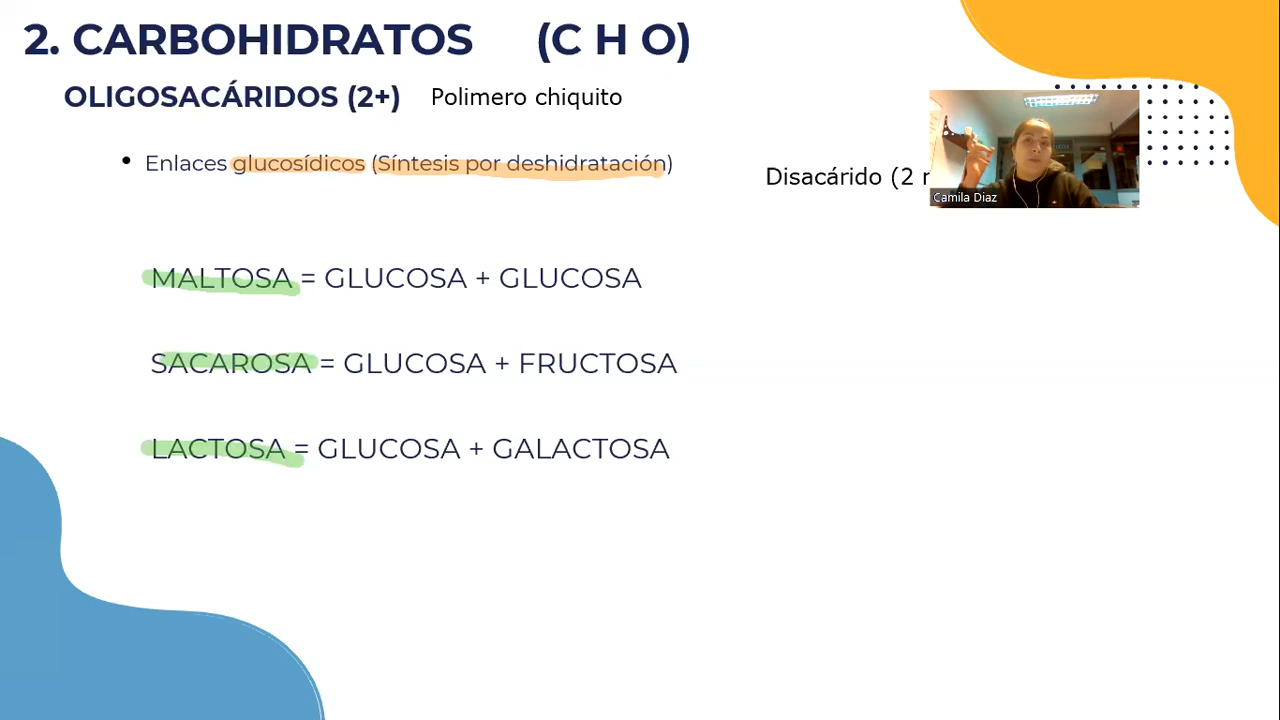 2. CARBOHIDRATOS (C H O)
OLIGOSACÁRIDOS (2+) Polimero chiquito
• Enlaces glucosídicos (Síntesis por deshidratación)
Disacárido (2
Camila Diaz
MALTOSA = GLUCOSA + GLUCOSA
SACAROSA = GLUCOSA + FRUCTOSA
LACTOSA = GLUCOSA + GALACTOSA